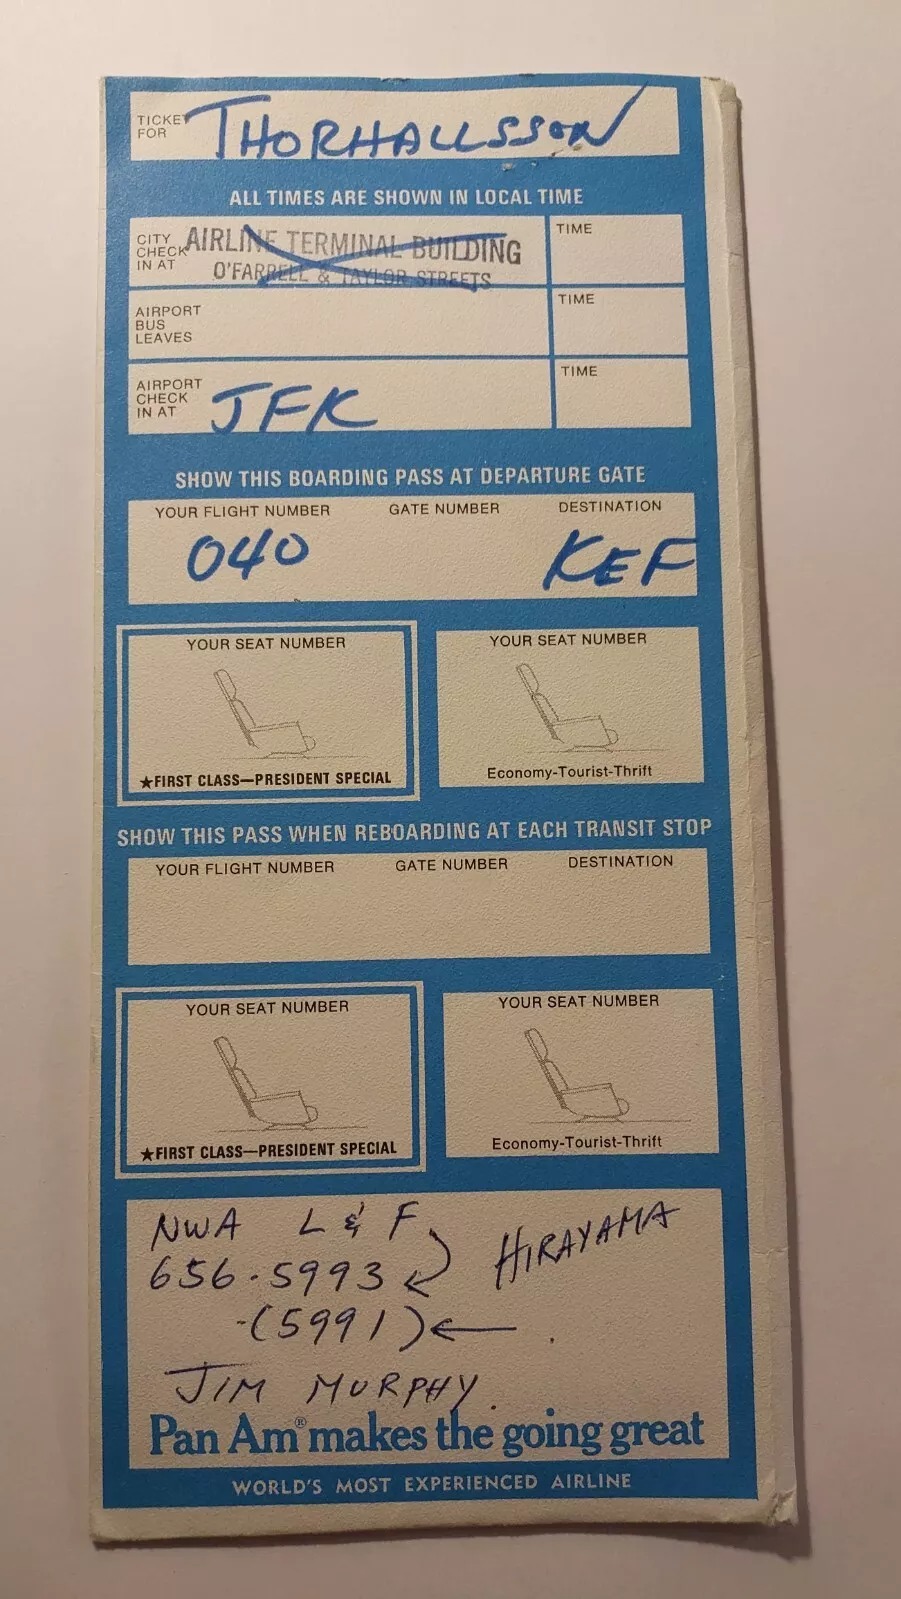 TICKET FOR THORHALLSSON
ALL TIMES ARE SHOWN IN LOCAL TIME
CITY CHECK IN AT AIRLINE TERMINAL BUILDING
O'FARRELL & TAYLOR STREETS
TIME
AIRPORT BUS LEAVES
TIME
AIRPORT CHECK IN AT JFK
TIME
SHOW THIS BOARDING PASS AT DEPARTURE GATE
YOUR FLIGHT NUMBER GATE NUMBER DESTINATION
040 KEF
YOUR SEAT NUMBER YOUR SEAT NUMBER
★FIRST CLASS—PRESIDENT SPECIAL Economy-Tourist-Thrift
SHOW THIS PASS WHEN REBOARDING AT EACH TRANSIT STOP
YOUR FLIGHT NUMBER GATE NUMBER DESTINATION
YOUR SEAT NUMBER YOUR SEAT NUMBER
★FIRST CLASS—PRESIDENT SPECIAL Economy-Tourist-Thrift
NWA L & F HIRAYAMA
656-5993
-(5991)
JIM MURPHY.
Pan Am® makes the going great
WORLD'S MOST EXPERIENCED AIRLINE